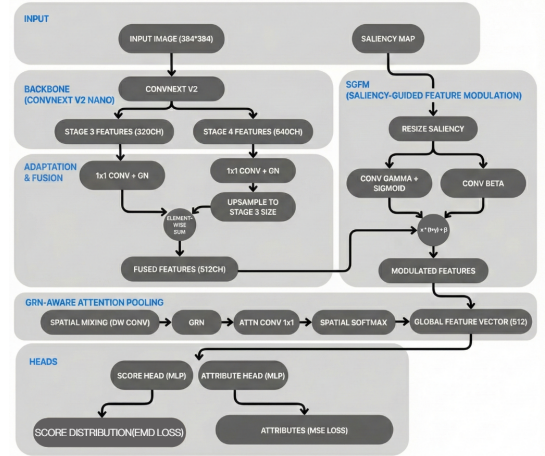 INPUT
INPUT IMAGE (384*384)
SALIENCY MAP
BACKBONE
(CONVNEXT V2 NANO)
CONVNEXT V2
STAGE 3 FEATURES (320CH)
STAGE 4 FEATURES (640CH)
SGFM
(SALIENCY-GUIDED FEATURE MODULATION)
RESIZE SALIENCY
CONV GAMMA +
SIGMOID
CONV BETA
x * (1+γ) + β
MODULATED FEATURES
ADAPTATION
& FUSION
1x1 CONV + GN
1x1 CONV + GN
UPSAMPLE TO
STAGE 3 SIZE
ELEMENT-
WISE
SUM
FUSED FEATURES (512CH)
GRN-AWARE ATTENTION POOLING
SPATIAL MIXING (DW CONV)
GRN
ATTN CONV 1x1
SPATIAL SOFTMAX
GLOBAL FEATURE VECTOR (512)
HEADS
SCORE HEAD (MLP)
ATTRIBUTE HEAD (MLP)
SCORE DISTRIBUTION(EMD LOSS)
ATTRIBUTES (MSE LOSS)